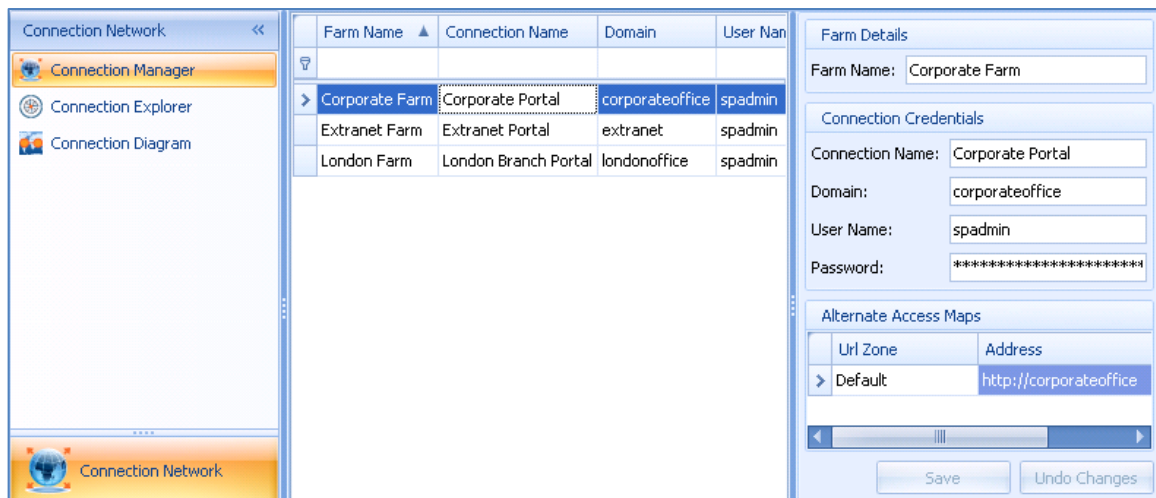 Connection Network
Connection Manager
Connection Explorer
Connection Diagram
Connection Network
Farm Name Connection Name Domain User Nan
Corporate Farm Corporate Portal corporateoffice spadmin
Extranet Farm Extranet Portal extranet spadmin
London Farm London Branch Portal londonoffice spadmin
Farm Details
Farm Name: Corporate Farm
Connection Credentials
Connection Name: Corporate Portal
Domain: corporateoffice
User Name: spadmin
Password: ***********************
Alternate Access Maps
Url Zone Address
Default http://corporateoffice
Save Undo Changes